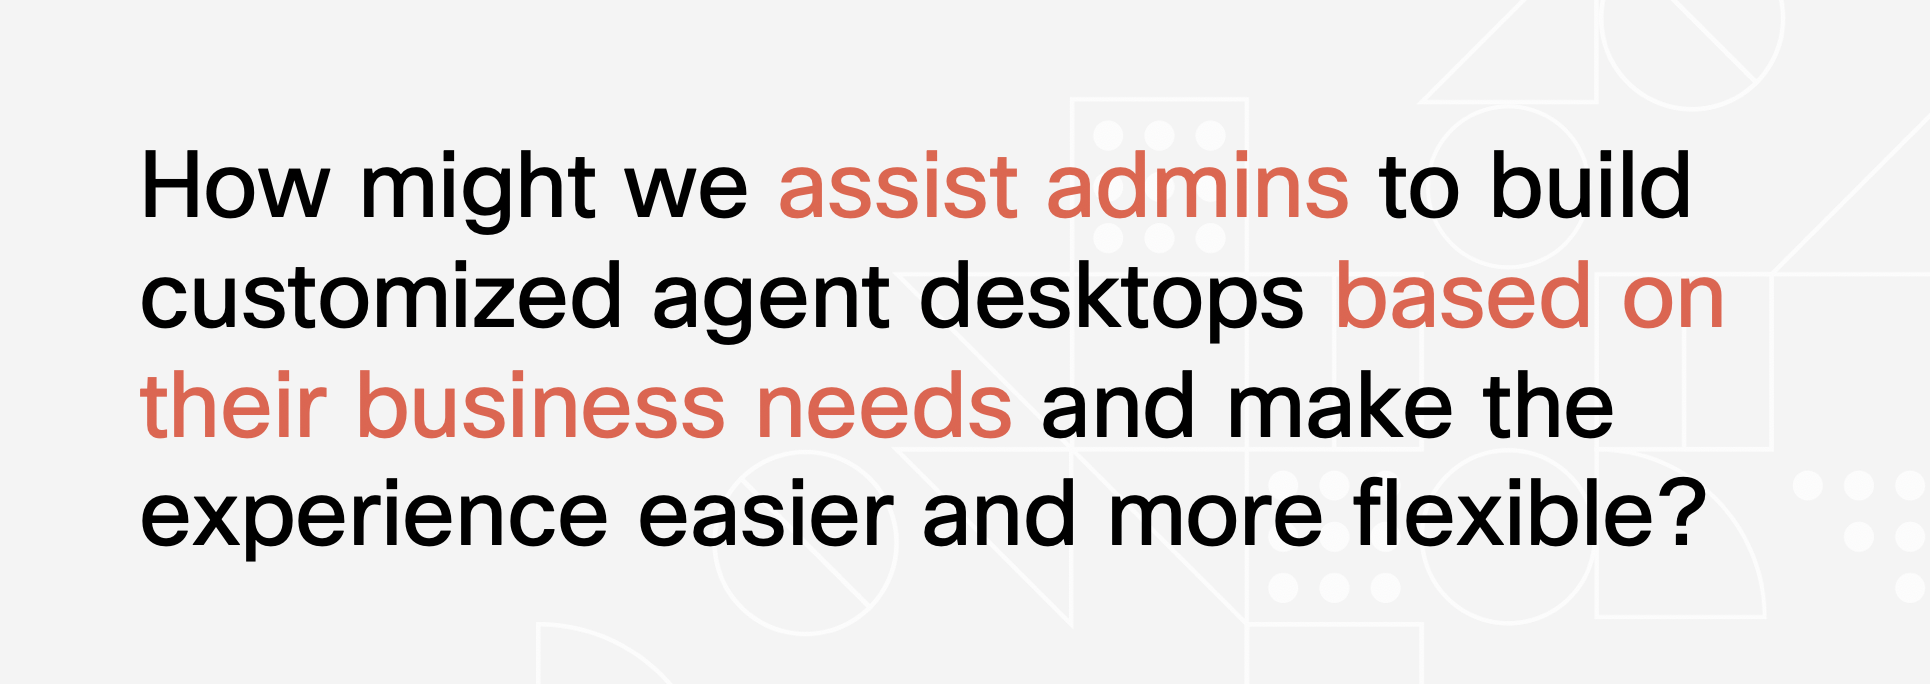 How might we assist admins to build
customized agent desktops based on
their business needs and make the
experience easier and more flexible?